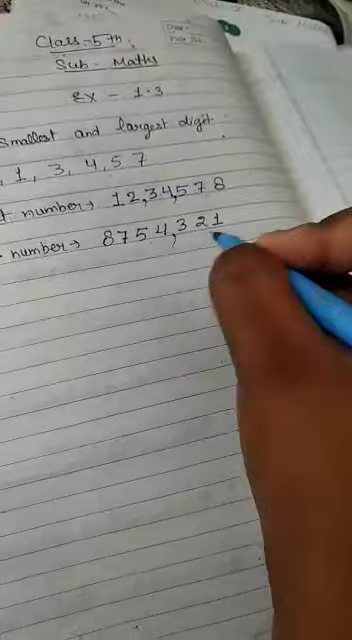 Class-5th
Date-
Sub - Maths
Ex - 1.3
smallest and largest digit
, 1, 3, 4, 5 7
number → 12,34,578
number → 8754,321